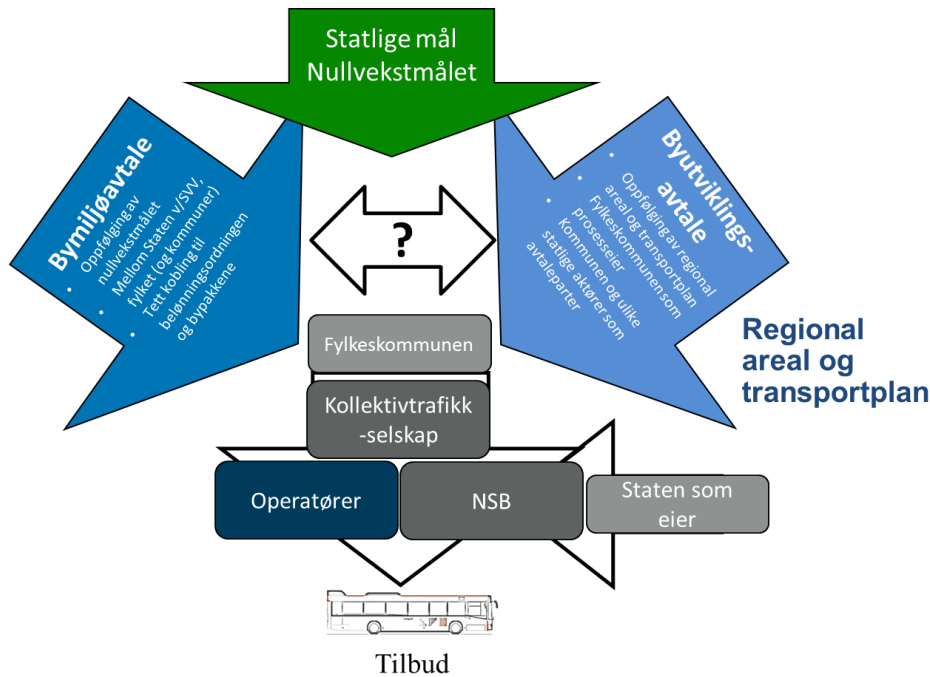 Statlige mål
Nullvekstmålet
Bymiljøavtale
• Oppfølging av
nullvekstmålet
• Mellom Staten v/SVV,
fylket (og kommuner)
• Tett kobling til
belønningsordningen
og bypakkene
?
Byutviklings-
avtale
• Oppfølging av regional
areal og transportplan
• Fylkeskommunen som
prosesseier
• Kommunen og ulike
statlige aktører som
avtaleparter
Regional
areal og
transportplan
Fylkeskommunen
Kollektivtrafikk
-selskap
Operatører
NSB
Staten som
eier
Tilbud